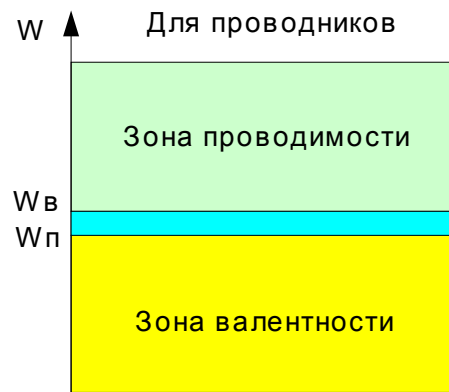 W
Для проводников
Зона проводимости
Wв
Wп
Зона валентности